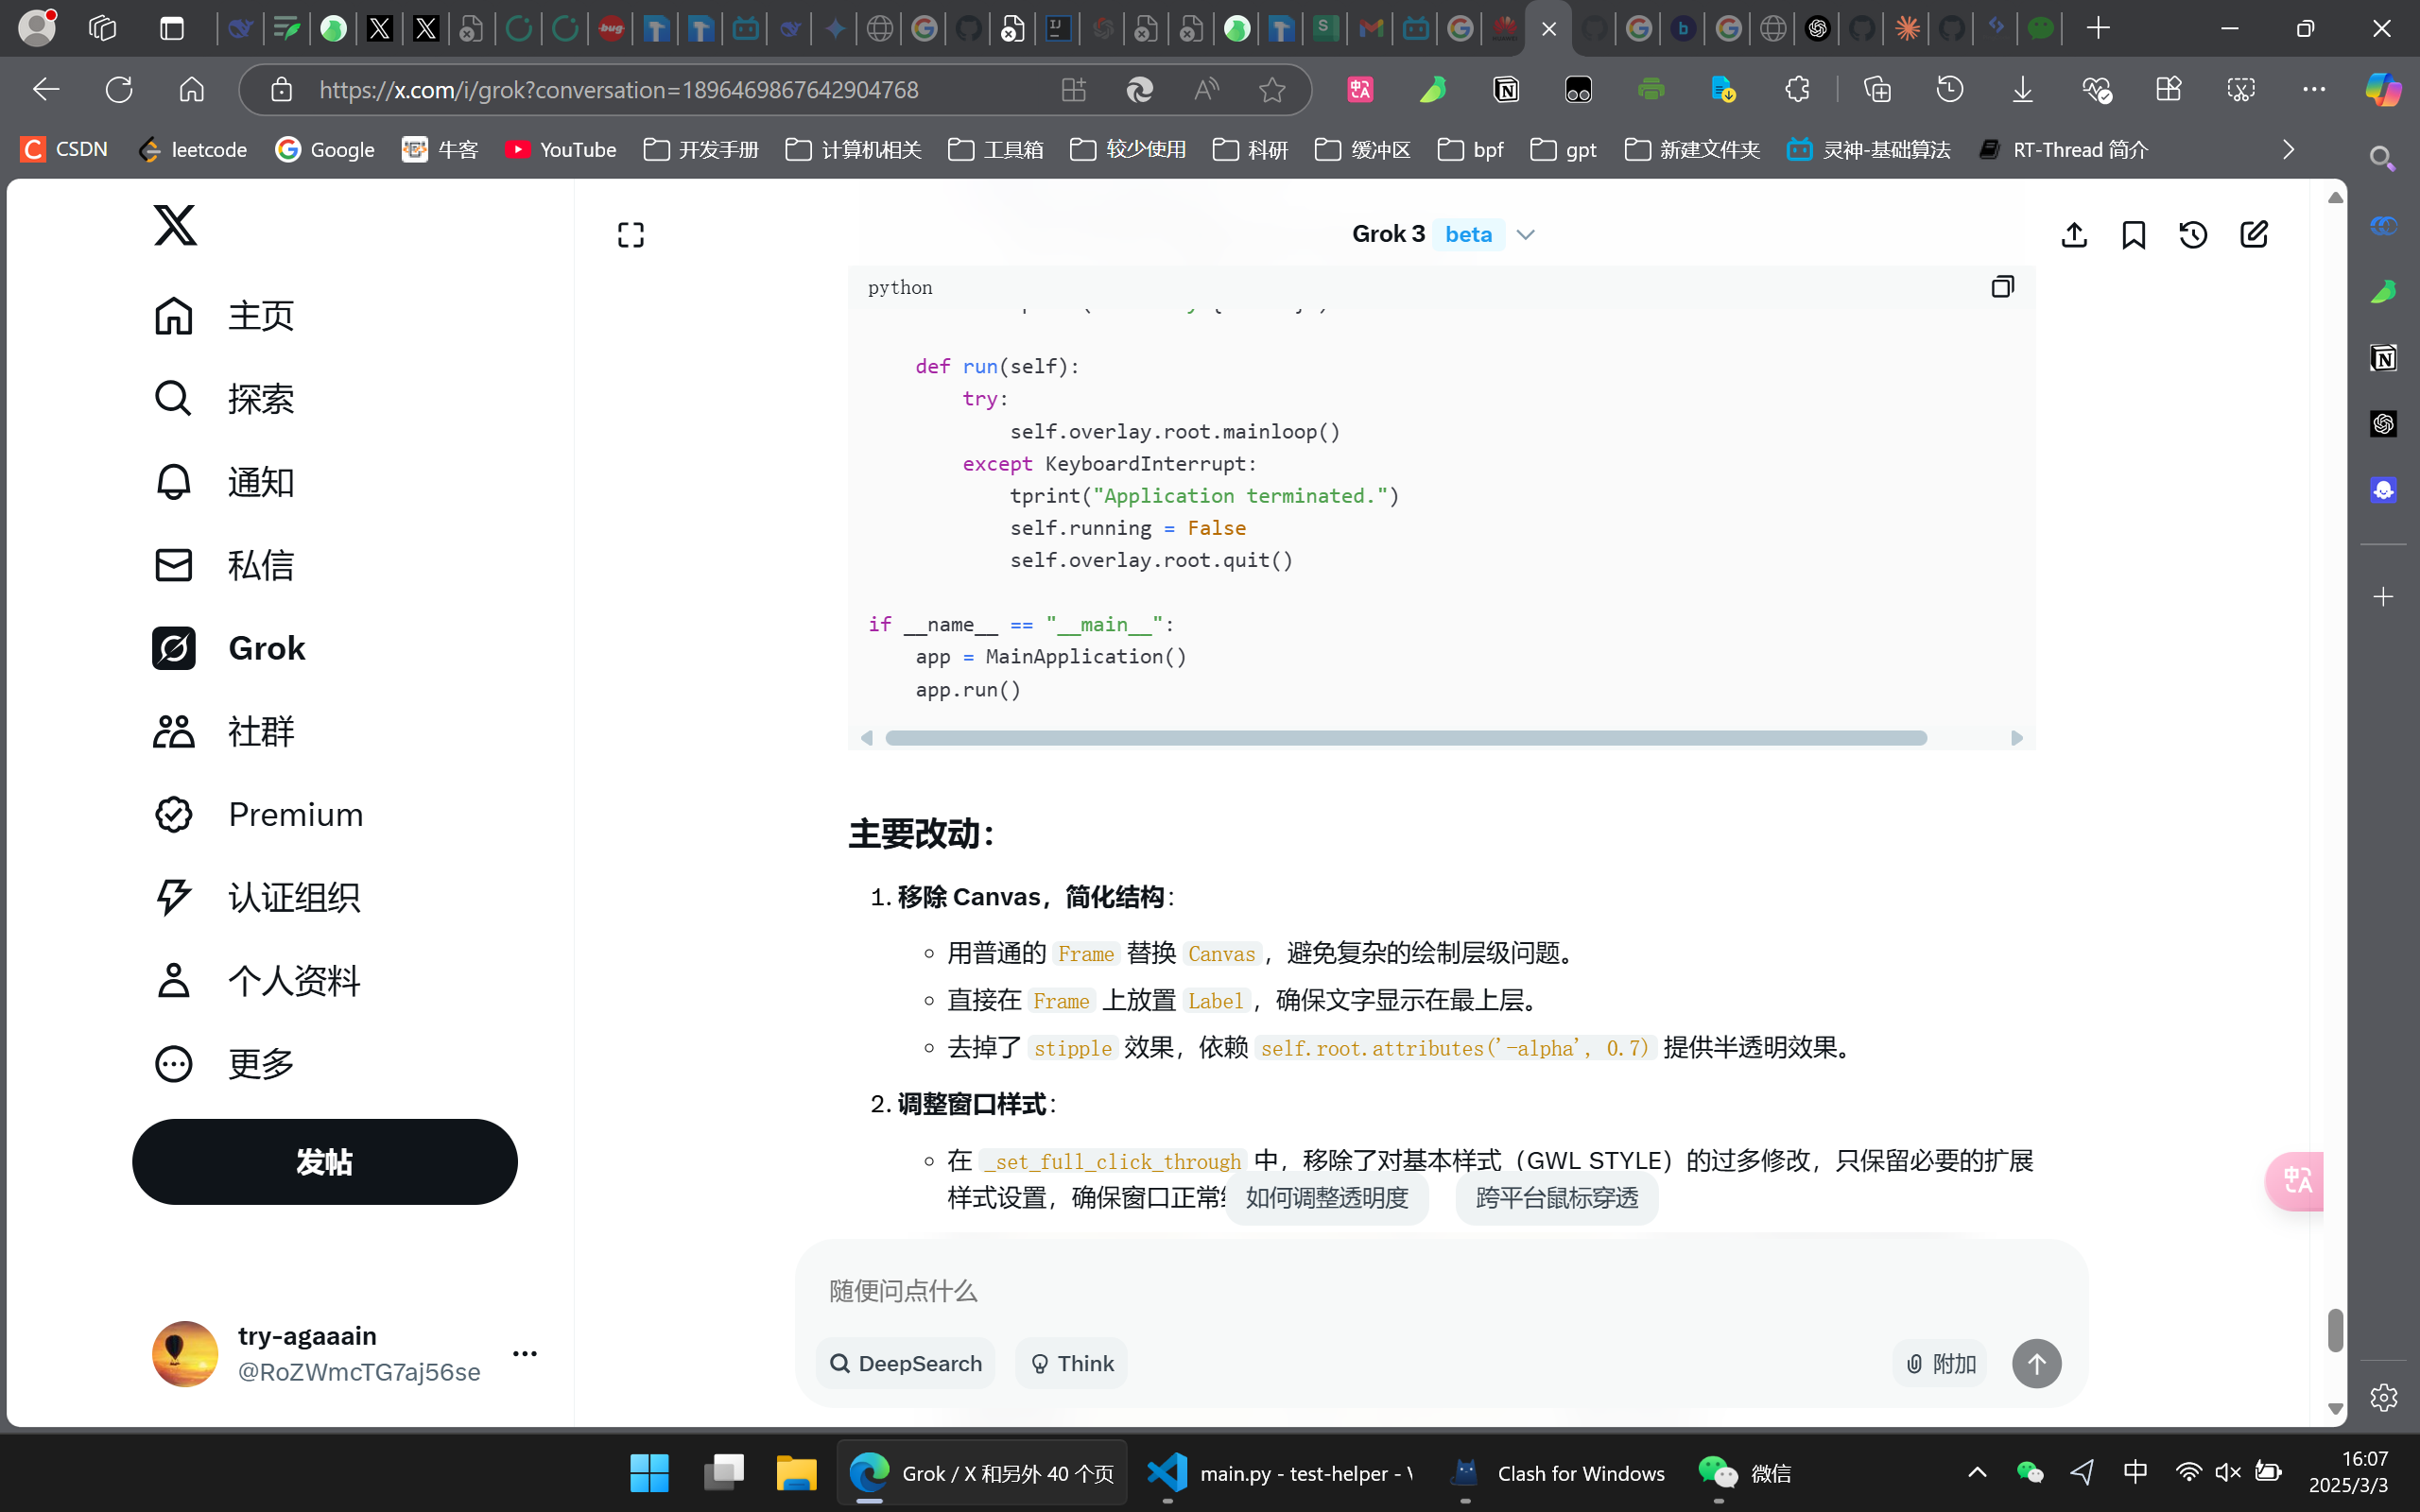 https://x.com/i/grok?conversation=1896469867642904768
CSDN leetcode Google 牛客 YouTube 开发手册 计算机相关 工具箱 较少使用 科研 缓冲区 bpf gpt 新建文件夹 灵神-基础算法 RT-Thread 简介
Grok 3 beta
主页
探索
通知
私信
Grok
社群
Premium
认证组织
个人资料
更多
发帖
try-agaaain
@RoZWmcTG7aj56se
python
def run(self):
try:
self.overlay.root.mainloop()
except KeyboardInterrupt:
tprint("Application terminated.")
self.running = False
self.overlay.root.quit()
if __name__ == "__main__":
app = MainApplication()
app.run()
主要改动：
1. 移除 Canvas，简化结构：
用普通的 Frame 替换 Canvas，避免复杂的绘制层级问题。
直接在 Frame 上放置 Label，确保文字显示在最上层。
去掉了 stipple 效果，依赖 self.root.attributes('-alpha', 0.7) 提供半透明效果。
2. 调整窗口样式：
在 _set_full_click_through 中，移除了对基本样式（GWL STYLE）的过多修改，只保留必要的扩展
样式设置，确保窗口正常
如何调整透明度 跨平台鼠标穿透
随便问点什么
DeepSearch Think 附加
Grok / X 和另外 40 个页 main.py - test-helper - Clash for Windows 微信
中
16:07
2025/3/3